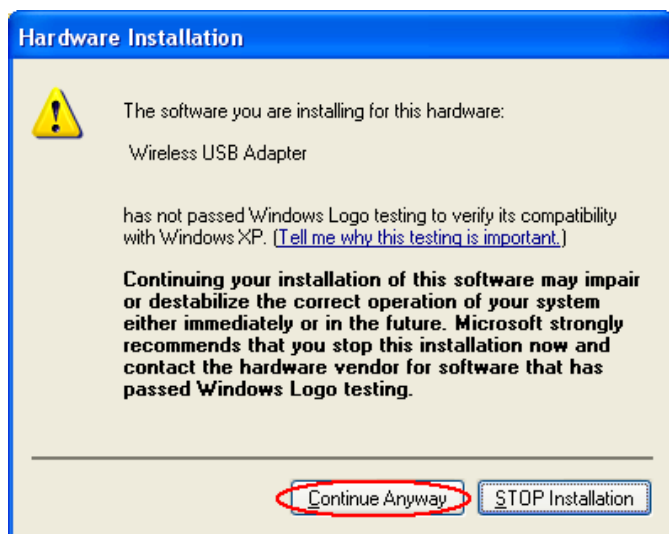 Hardware Installation
The software you are installing for this hardware:
Wireless USB Adapter
has not passed Windows Logo testing to verify its compatibility
with Windows XP. (Tell me why this testing is important.)
Continuing your installation of this software may impair
or destabilize the correct operation of your system
either immediately or in the future. Microsoft strongly
recommends that you stop this installation now and
contact the hardware vendor for software that has
passed Windows Logo testing.
Continue Anyway
STOP Installation